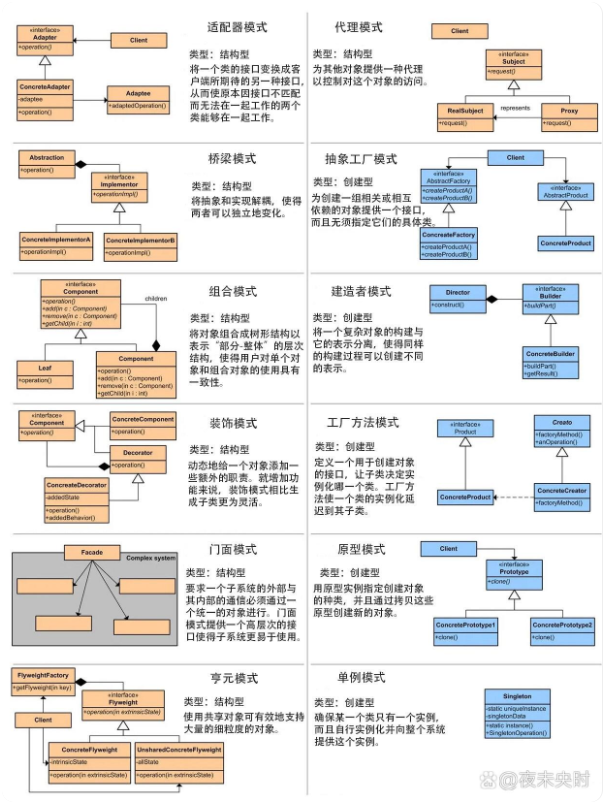 适配器模式
«interface»
Adapter
+operation()
Client
ConcreteAdapter
-adaptee
+operation()
Adaptee
+adaptedOperation()
类型：结构型
将一个类的接口变换成客
户端所期待的另一种接口，
从而使原本因接口不匹配
而无法在一起工作的两个
类能够在一起工作。
代理模式
Client
类型：结构型
为其他对象提供一种代理
以控制对这个对象的访问。
«interface»
Subject
+request()
RealSubject
+request()
represents
Proxy
+request()
桥梁模式
Abstraction
+operation()
«interface»
Implementor
+operationImpl()
ConcreteImplementorA
+operationImpl()
ConcreteImplementorB
+operationImpl()
类型：结构型
将抽象和实现解耦，使得
两者可以独立地变化。
抽象工厂模式
Client
类型：创建型
为创建一组相关或相互
依赖的对象提供一个接口，
而且无须指定它们的具体类。
«interface»
AbstractFactory
+createProductA()
+createProductB()
«interface»
AbstractProduct
ConcreateFactory
+createProductA()
+createProductB()
ConcreteProduct
组合模式
«interface»
Component
+operation()
+add(in c : Component)
+remove(in c : Component)
+getChild(in i : int)
children
Leaf
+operation()
Component
+operation()
+add(in c : Component)
+remove(in c : Component)
+getChild(in i : int)
类型：结构型
将对象组合成树形结构以
表示“部分-整体”的层次
结构，使得用户对单个对
象和组合对象的使用具有
一致性。
建造者模式
类型：创建型
将一个复杂对象的构建与
它的表示分离，使得同样
的构建过程可以创建不同
的表示。
Director
+construct()
«interface»
Builder
+buildPart()
ConcreteBuilder
+buildPart()
+getResult()
装饰模式
«interface»
Component
+operation()
ConcreteComponent
+operation()
Decorator
+operation()
ConcreateDecorator
-addedState
+operation()
+addedBehavior()
类型：结构型
动态地给一个对象添加一
些额外的职责。就增加功
能来说，装饰模式相比生
成子类更为灵活。
工厂方法模式
类型：创建型
定义一个用于创建对象
的接口，让子类决定实
例化哪一个类。工厂方
法使一个类的实例化延
迟到其子类。
«interface»
Product
Creato
+factoryMethod()
+anOperation()
ConcreteProduct
ConcreteCreator
+factoryMethod()
门面模式
Facade
Complex system
类型：结构型
要求一个子系统的外部与
其内部的通信必须通过一
个统一的对象进行。门面
模式提供一个高层次的接
口使得子系统更易于使用。
原型模式
Client
类型：创建型
用原型实例指定创建对象
的种类，并且通过拷贝这些
原型创建新的对象。
«interface»
Prototype
+clone()
ConcretePrototype1
+clone()
ConcretePrototype2
+clone()
亨元模式
FlyweightFactory
+getFlyweight(in key)
«interface»
Flyweight
+operation(in extrinsicState)
Client
ConcreteFlyweight
-intrinsicState
+operation(in extrinsicState)
UnsharedConcreteFlyweight
-allState
+operation(in extrinsicState)
类型：结构型
使用共享对象可有效地支持
大量的细粒度的对象。
单例模式
类型：创建型
确保某一个类只有一个实例，
而且自行实例化并向整个系统
提供这个实例。
Singleton
-static uniqueInstance
-singletonData
+static instance()
+SingletonOperation()
@夜未央时